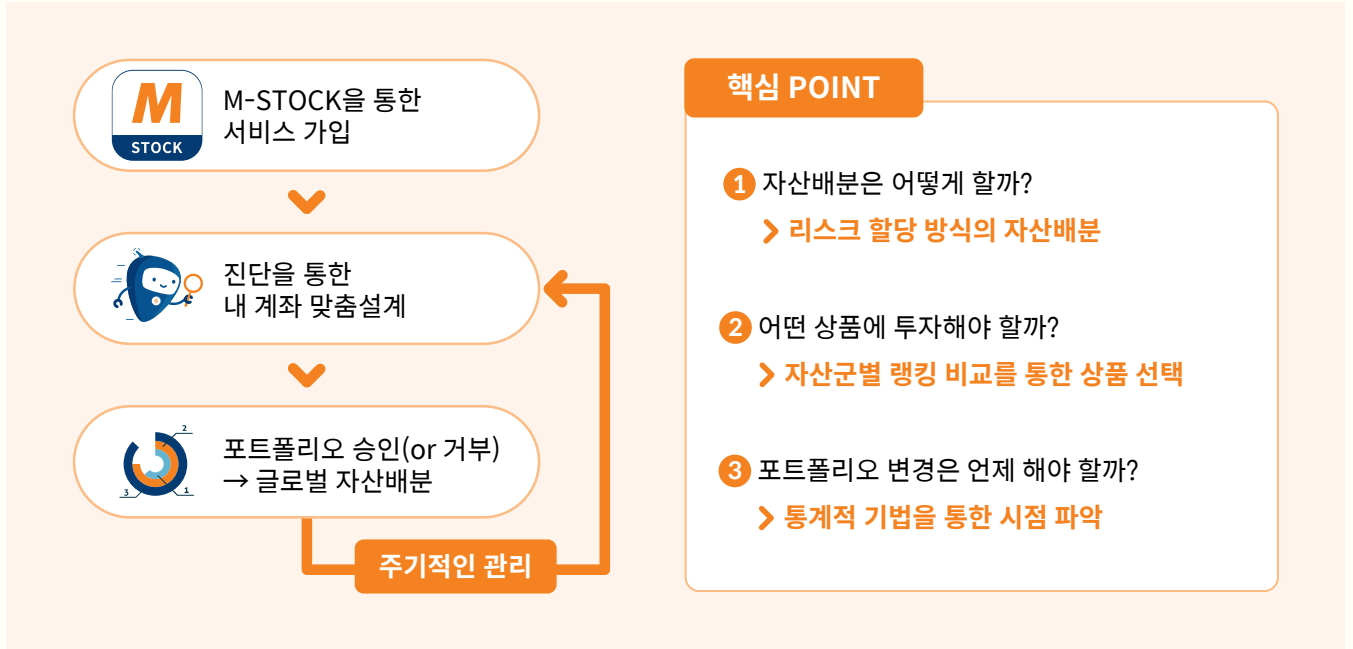 M
STOCK
M-STOCK을 통한
서비스 가입
진단을 통한
내 계좌 맞춤설계
2
3
1
포트폴리오 승인(or 거부)
→ 글로벌 자산배분
주기적인 관리
핵심 POINT
1 자산배분은 어떻게 할까?
리스크 할당 방식의 자산배분
2 어떤 상품에 투자해야 할까?
자산군별 랭킹 비교를 통한 상품 선택
3 포트폴리오 변경은 언제 해야 할까?
통계적 기법을 통한 시점 파악